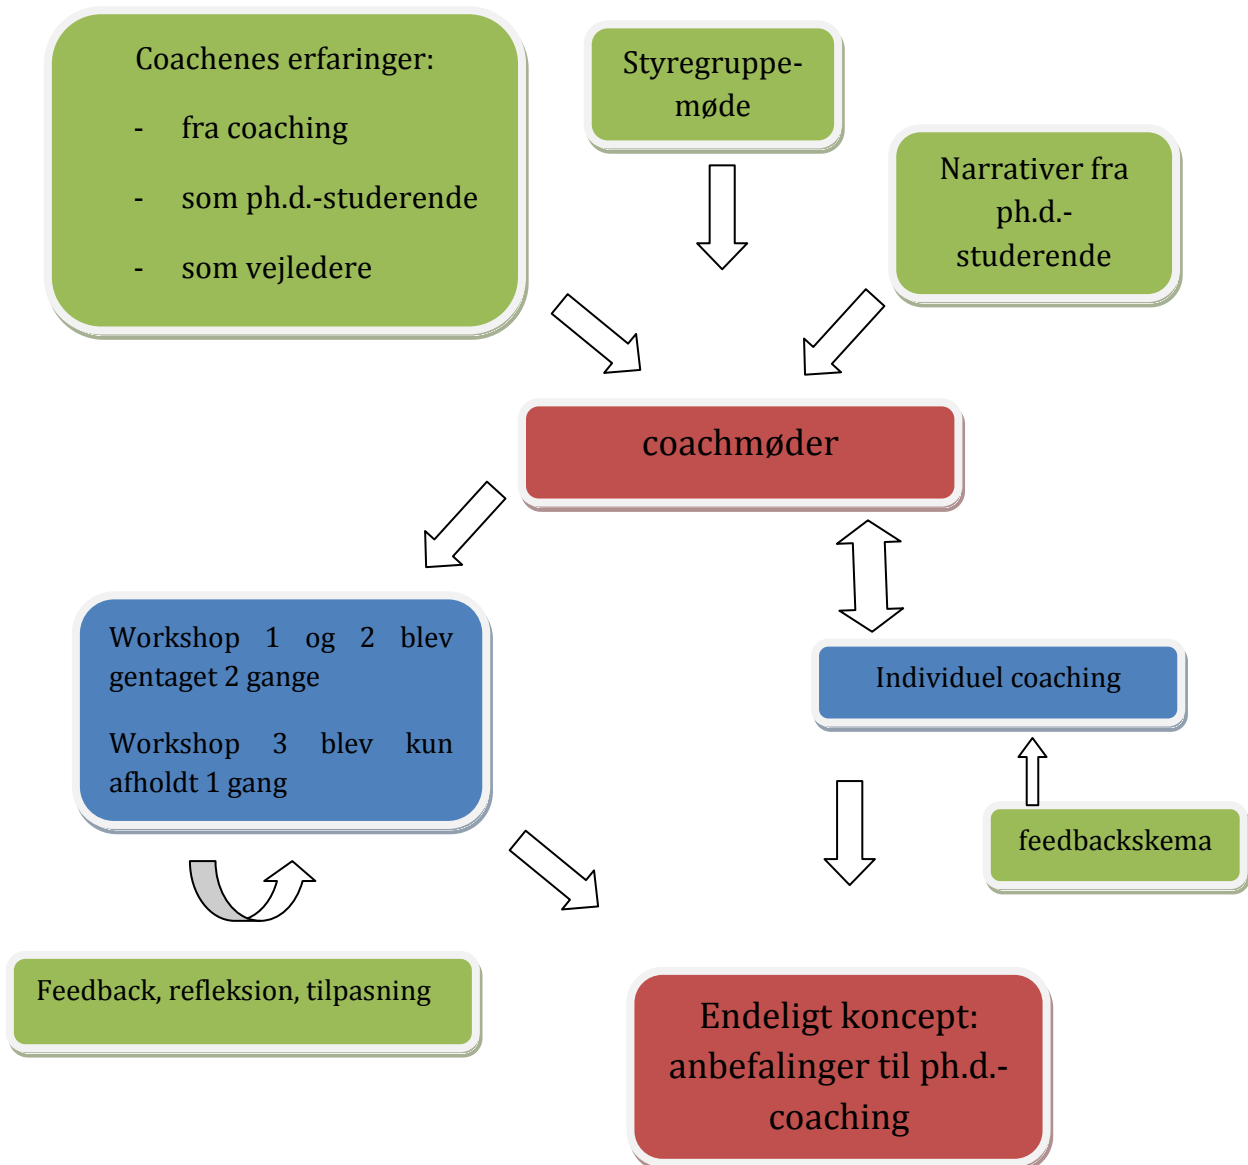 Coachenes erfaringer:
- fra coaching
- som ph.d.-studerende
- som vejledere
Styregruppe-
møde
Narrativer fra
ph.d.-
studerende
coachmøder
Workshop 1 og 2 blev
gentaget 2 gange
Workshop 3 blev kun
afholdt 1 gang
Individuel coaching
feedbackskema
Feedback, refleksion, tilpasning
Endeligt koncept:
anbefalinger til ph.d.-
coaching